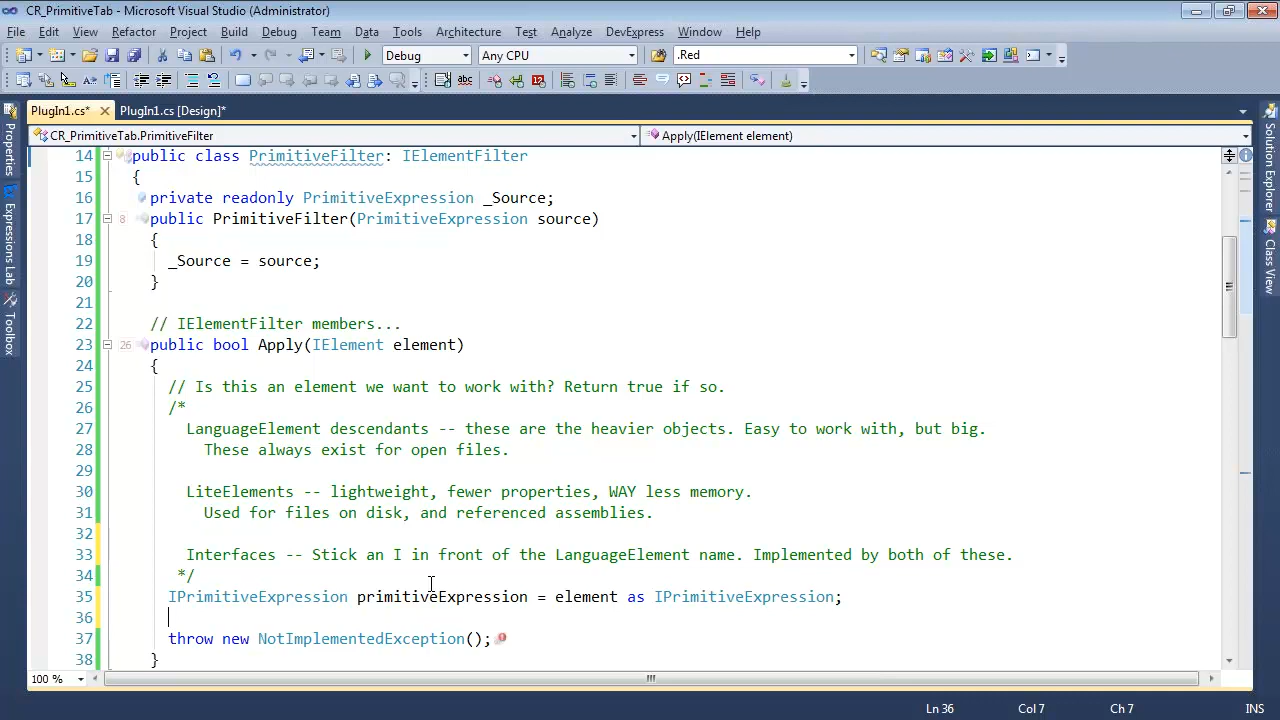 CR_PrimitiveTab - Microsoft Visual Studio (Administrator)
File Edit View Refactor Project Build Debug Team Data Tools Architecture Test Analyze DevExpress Window Help
Debug Any CPU .Red
PlugIn1.cs* PlugIn1.cs [Design]*
CR_PrimitiveTab.PrimitiveFilter Apply(IElement element)
14 public class PrimitiveFilter: IElementFilter
15 {
16 private readonly PrimitiveExpression _Source;
17 8 public PrimitiveFilter(PrimitiveExpression source)
18 {
19 _Source = source;
20 }
21
22 // IElementFilter members...
23 26 public bool Apply(IElement element)
24 {
25 // Is this an element we want to work with? Return true if so.
26 /*
27 LanguageElement descendants -- these are the heavier objects. Easy to work with, but big.
28 These always exist for open files.
29
30 LiteElements -- lightweight, fewer properties, WAY less memory.
31 Used for files on disk, and referenced assemblies.
32
33 Interfaces -- Stick an I in front of the LanguageElement name. Implemented by both of these.
34 */
35 IPrimitiveExpression primitiveExpression = element as IPrimitiveExpression;
36
37 throw new NotImplementedException();
38 }
100 %
Ln 36 Col 7 Ch 7 INS
Properties
Expressions Lab
Toolbox
Solution Explorer
Class View